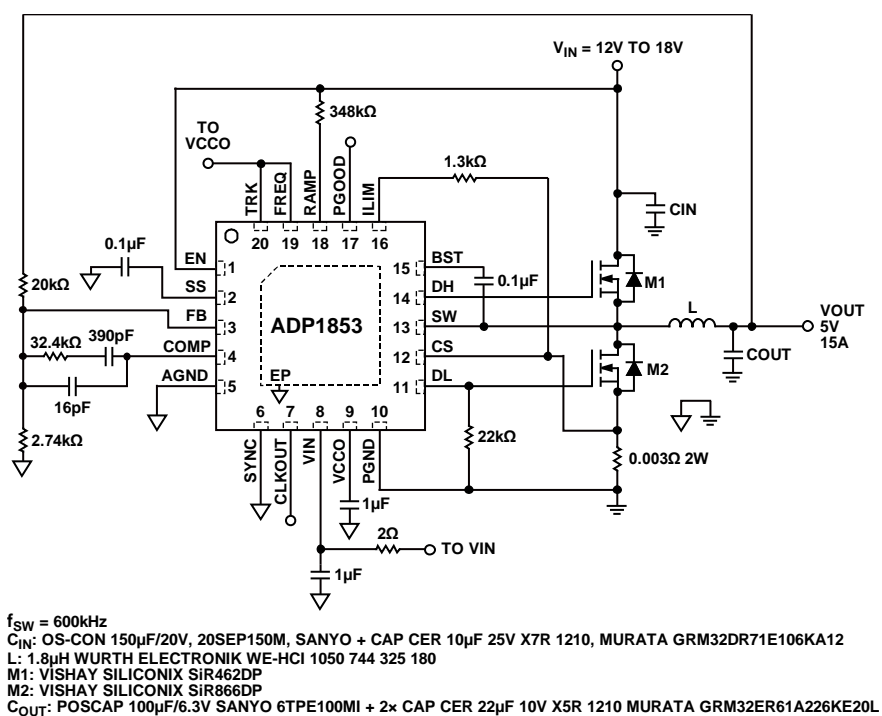 V_IN = 12V TO 18V
348kΩ
TO
VCCO
1.3kΩ
TRK
FREQ
RAMP
PGOOD
ILIM
CIN
20
19
18
17
16
0.1µF
EN
1
15
BST
0.1µF
M1
SS
2
14
DH
L
20kΩ
FB
3
ADP1853
13
SW
VOUT
5V
15A
390pF
32.4kΩ
COMP
4
12
CS
COUT
M2
AGND
5
EP
11
DL
16pF
6
7
8
9
10
2.74kΩ
SYNC
CLKOUT
VIN
VCCO
PGND
22kΩ
0.003Ω 2W
1µF
2Ω
TO VIN
1µF
f_SW = 600kHz
C_IN: OS-CON 150µF/20V, 20SEP150M, SANYO + CAP CER 10µF 25V X7R 1210, MURATA GRM32DR71E106KA12
L: 1.8µH WURTH ELECTRONIK WE-HCI 1050 744 325 180
M1: VISHAY SILICONIX SiR462DP
M2: VISHAY SILICONIX SiR866DP
C_OUT: POSCAP 100µF/6.3V SANYO 6TPE100MI + 2× CAP CER 22µF 10V X5R 1210 MURATA GRM32ER61A226KE20L